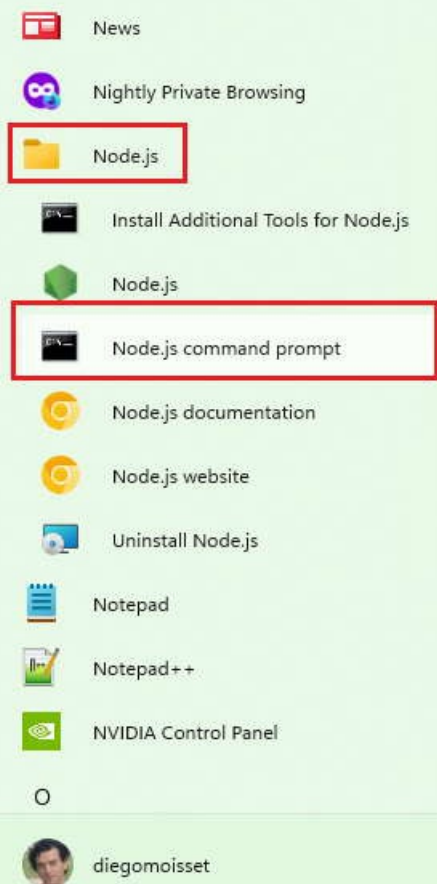 News
Nightly Private Browsing
Node.js
Install Additional Tools for Node.js
Node.js
Node.js command prompt
Node.js documentation
Node.js website
Uninstall Node.js
Notepad
Notepad++
NVIDIA Control Panel
O
diegomoisset